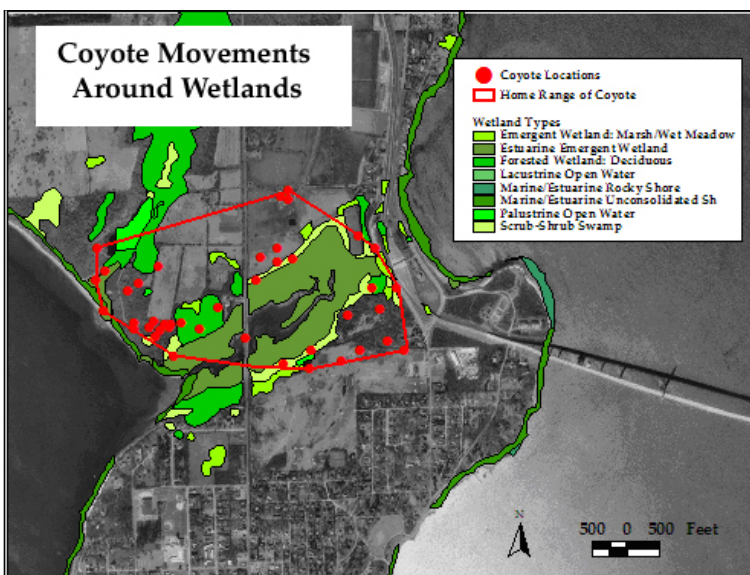 Coyote Movements
Around Wetlands
Coyote Locations
Home Range of Coyote
Wetland Types
Emergent Wetland: Marsh/Wet Meadow
Estuarine Emergent Wetland
Forested Wetland: Deciduous
Lacustrine Open Water
Marine/Estuarine Rocky Shore
Marine/Estuarine Unconsolidated Sh
Palustrine Open Water
Scrub-Shrub Swamp
N
500 0 500 Feet